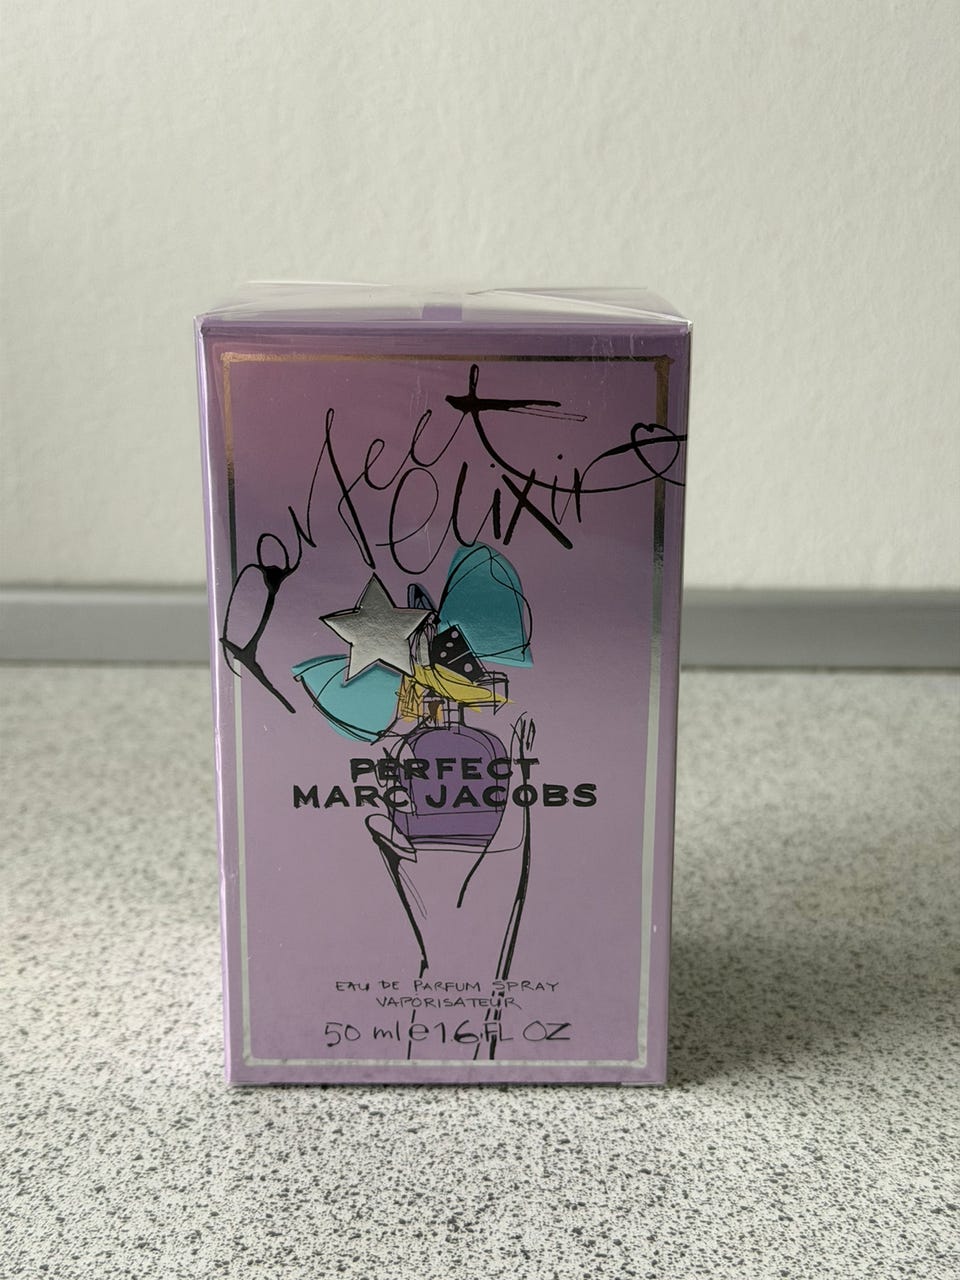 Perfect
elixir
PERFECT
MARC JACOBS
EAU DE PARFUM SPRAY
VAPORISATEUR
50 ml e 1.6 FL OZ